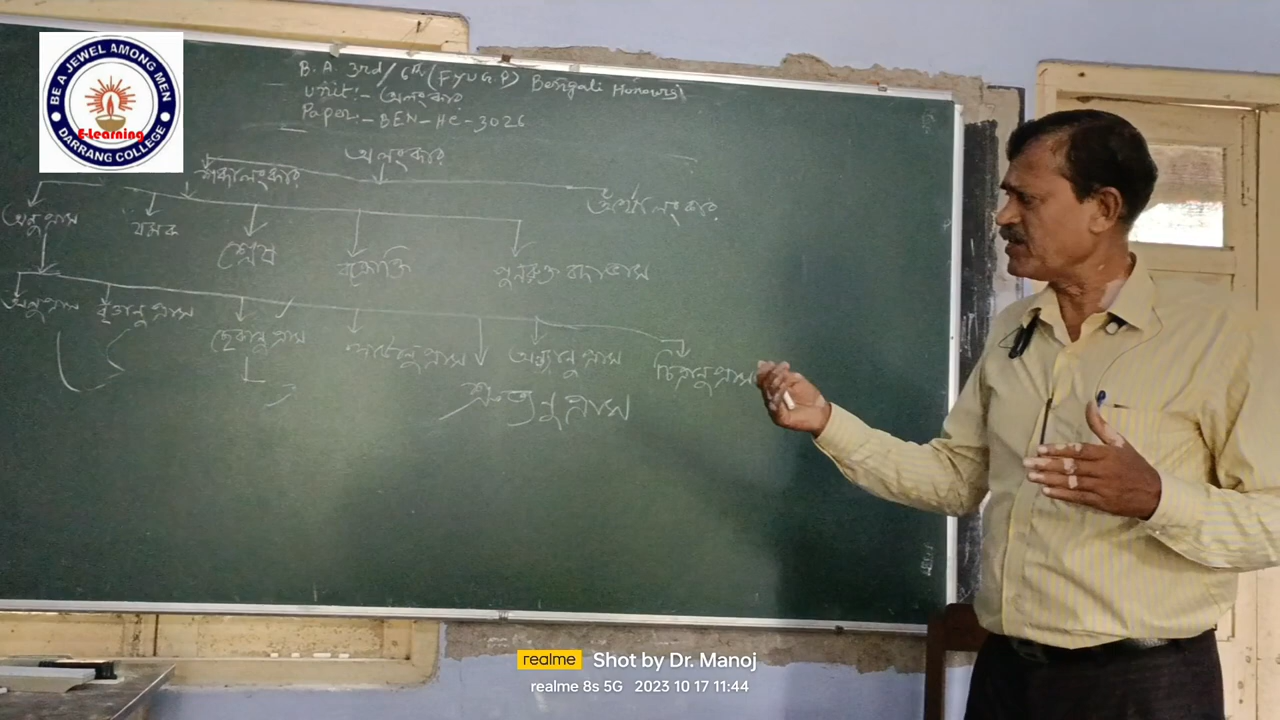 BE A JEWEL AMONG MEN
E-Learning
DARRANG COLLEGE
B.A. 3rd/6th (FYUGP) Bengali Honours
Unit:- অলংকার
Paper:- BEN-HC-3026
অলংকার
শব্দালংকার
অর্থালংকার
অনুপ্রাস যমক শ্লেষ বক্রোক্তি পুনরুক্ত বদাভাস
অনুপ্রাস বৃত্যনুপ্রাস ছেকানুপ্রাস অন্ত্যানুপ্রাস
শ্রুত্যনুপ্রাস
realme Shot by Dr. Manoj
realme 8s 5G 2023 10 17 11:44